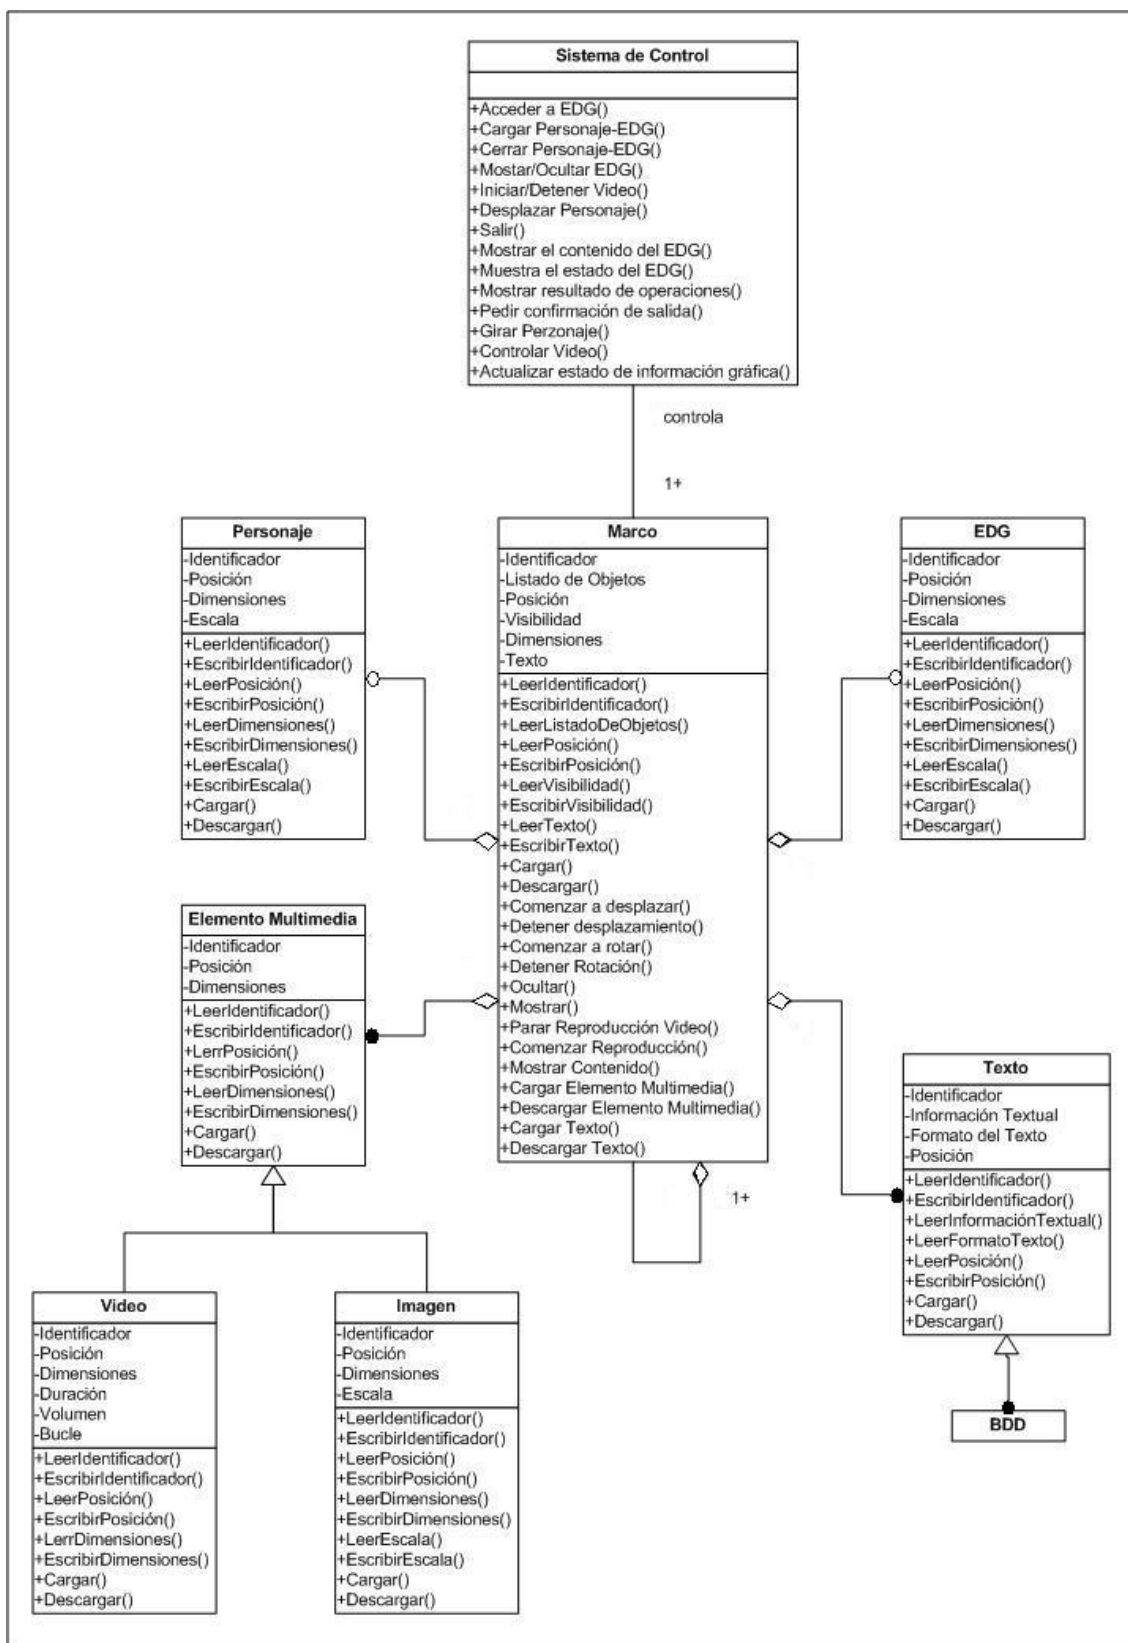 Sistema de Control
+Acceder a EDG()
+Cargar Personaje-EDG()
+Cerrar Personaje-EDG()
+Mostar/Ocultar EDG()
+Iniciar/Detener Video()
+Desplazar Personaje()
+Salir()
+Mostrar el contenido del EDG()
+Muestra el estado del EDG()
+Mostrar resultado de operaciones()
+Pedir confirmación de salida()
+Girar Perzonaje()
+Controlar Video()
+Actualizar estado de información gráfica()
controla
1+
Personaje
-Identificador
-Posición
-Dimensiones
-Escala
+LeerIdentificador()
+EscribirIdentificador()
+LeerPosición()
+EscribirPosición()
+LeerDimensiones()
+EscribirDimensiones()
+LeerEscala()
+EscribirEscala()
+Cargar()
+Descargar()
Marco
-Identificador
-Listado de Objetos
-Posición
-Visibilidad
-Dimensiones
-Texto
+LeerIdentificador()
+EscribirIdentificador()
+LeerListadoDeObjetos()
+LeerPosición()
+EscribirPosición()
+LeerVisibilidad()
+EscribirVisibilidad()
+LeerTexto()
+EscribirTexto()
+Cargar()
+Descargar()
+Comenzar a desplazar()
+Detener desplazamiento()
+Comenzar a rotar()
+Detener Rotación()
+Ocultar()
+Mostrar()
+Parar Reproducción Video()
+Comenzar Reproducción()
+Mostrar Contenido()
+Cargar Elemento Multimedia()
+Descargar Elemento Multimedia()
+Cargar Texto()
+Descargar Texto()
1+
EDG
-Identificador
-Posición
-Dimensiones
-Escala
+LeerIdentificador()
+EscribirIdentificador()
+LeerPosición()
+EscribirPosición()
+LeerDimensiones()
+EscribirDimensiones()
+LeerEscala()
+EscribirEscala()
+Cargar()
+Descargar()
Elemento Multimedia
-Identificador
-Posición
-Dimensiones
+LeerIdentificador()
+EscribirIdentificador()
+LerrPosición()
+EscribirPosición()
+LeerDimensiones()
+EscribirDimensiones()
+Cargar()
+Descargar()
Texto
-Identificador
-Información Textual
-Formato del Texto
-Posición
+LeerIdentificador()
+EscribirIdentificador()
+LeerInformaciónTextual()
+LeerFormatoTexto()
+LeerPosición()
+EscribirPosición()
+Cargar()
+Descargar()
Video
-Identificador
-Posición
-Dimensiones
-Duración
-Volumen
-Bucle
+LeerIdentificador()
+EscribirIdentificador()
+LeerPosición()
+EscribirPosición()
+LerrDimensiones()
+EscribirDimensiones()
+Cargar()
+Descargar()
Imagen
-Identificador
-Posición
-Dimensiones
-Escala
+LeerIdentificador()
+EscribirIdentificador()
+LeerPosición()
+EscribirPosición()
+LeerDimensiones()
+EscribirDimensiones()
+LeerEscala()
+EscribirEscala()
+Cargar()
+Descargar()
BDD